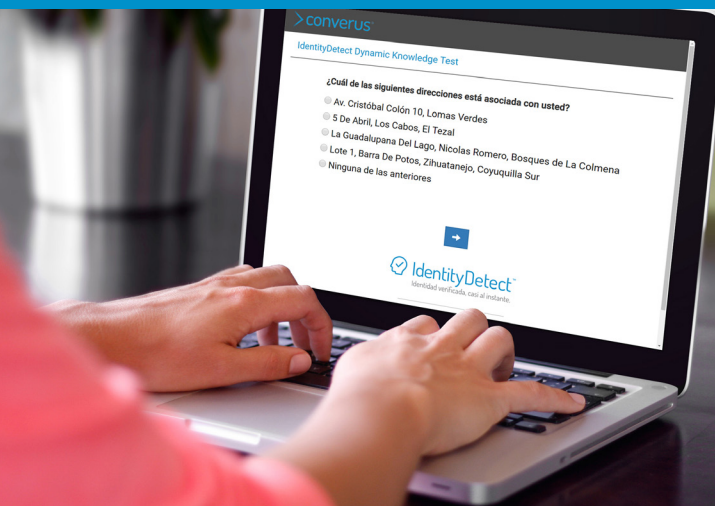 converus
IdentityDetect Dynamic Knowledge Test
¿Cuál de las siguientes direcciones está asociada con usted?
Av. Cristóbal Colón 10, Lomas Verdes
5 De Abril, Los Cabos, El Tezal
La Guadalupana Del Lago, Nicolas Romero, Bosques de La Colmena
Lote 1, Barra De Potos, Zihuatanejo, Coyuquilla Sur
Ninguna de las anteriores
IdentityDetect™
Identidad verificada, casi al instante.